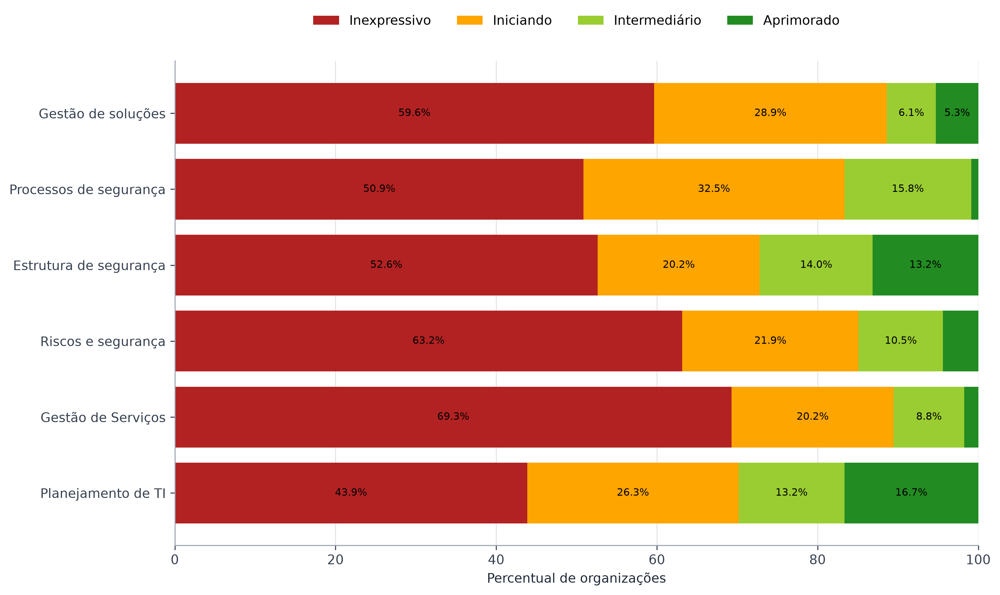 Inexpressivo Iniciando Intermediário Aprimorado
Gestão de soluções 59.6% 28.9% 6.1% 5.3%
Processos de segurança 50.9% 32.5% 15.8%
Estrutura de segurança 52.6% 20.2% 14.0% 13.2%
Riscos e segurança 63.2% 21.9% 10.5%
Gestão de Serviços 69.3% 20.2% 8.8%
Planejamento de TI 43.9% 26.3% 13.2% 16.7%
0 20 40 60 80 100
Percentual de organizações